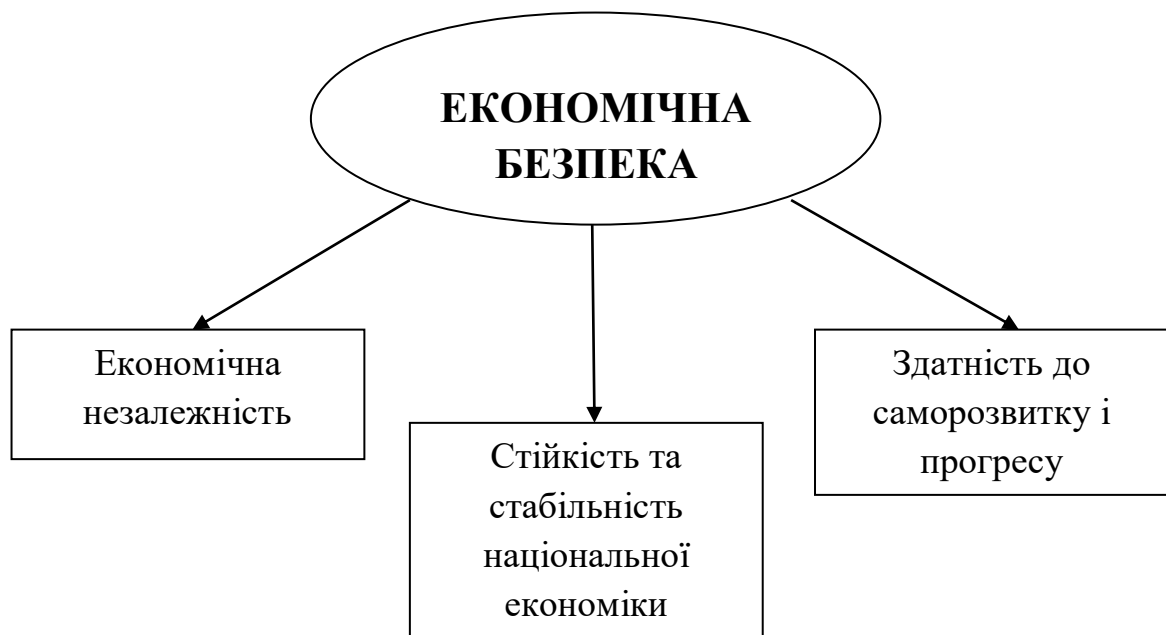 ЕКОНОМІЧНА
БЕЗПЕКА
Економічна
незалежність
Стійкість та
стабільність
національної
економіки
Здатність до
саморозвитку і
прогресу